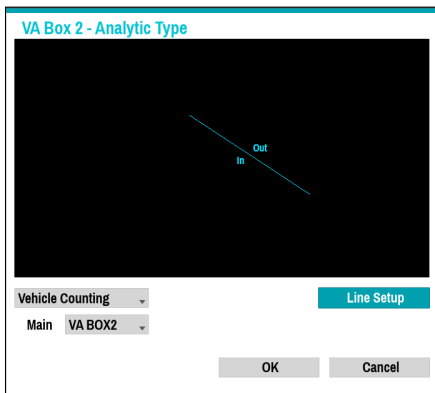 VA Box 2 - Analytic Type
Out
In
Vehicle Counting
Line Setup
Main VA BOX2
OK Cancel